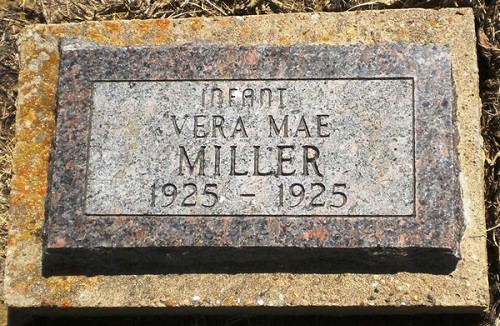 INFANT
VERA MAE
MILLER
1925 - 1925